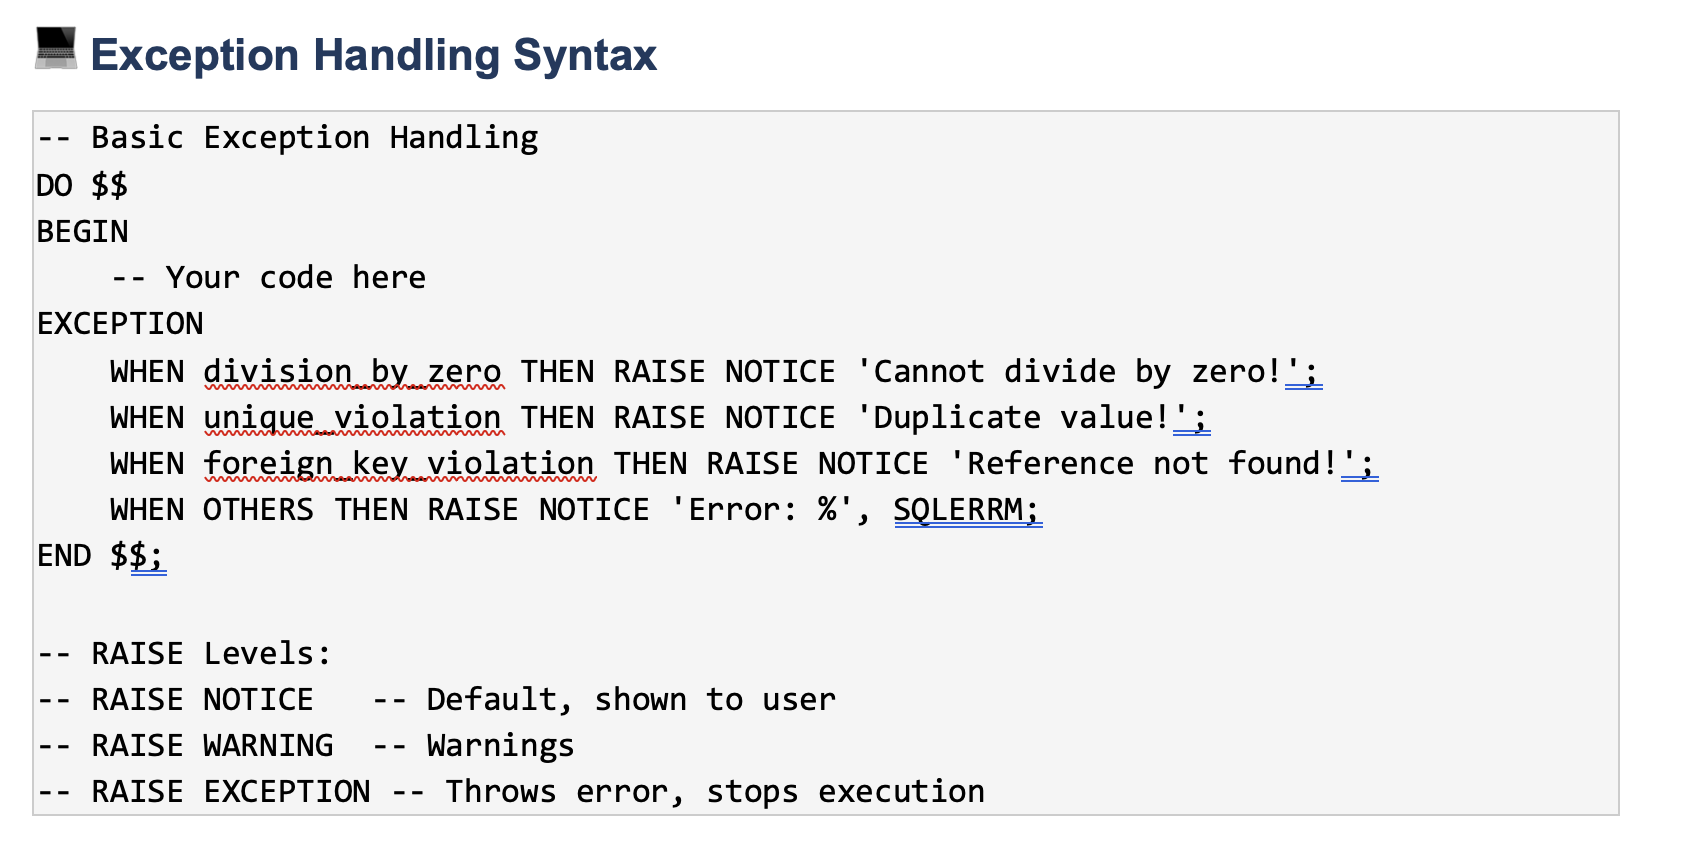 Exception Handling Syntax
-- Basic Exception Handling
DO $$
BEGIN
    -- Your code here
EXCEPTION
    WHEN division_by_zero THEN RAISE NOTICE 'Cannot divide by zero!';
    WHEN unique_violation THEN RAISE NOTICE 'Duplicate value!';
    WHEN foreign_key_violation THEN RAISE NOTICE 'Reference not found!';
    WHEN OTHERS THEN RAISE NOTICE 'Error: %', SQLERRM;
END $$;
-- RAISE Levels:
-- RAISE NOTICE   -- Default, shown to user
-- RAISE WARNING  -- Warnings
-- RAISE EXCEPTION -- Throws error, stops execution